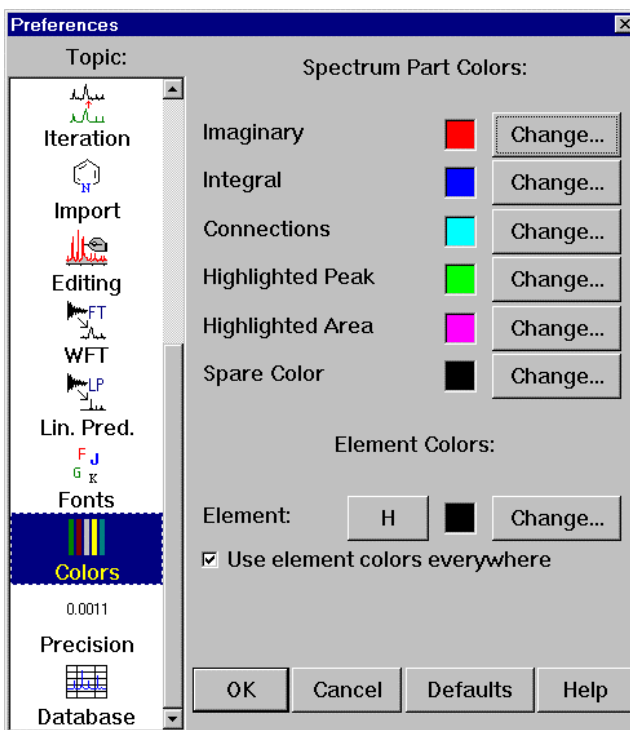 Preferences
Topic:
Iteration
N
Import
Editing
FT
WFT
LP
Lin. Pred.
F J
G K
Fonts
Colors
0.0011
Precision
Database
Spectrum Part Colors:
Imaginary Change...
Integral Change...
Connections Change...
Highlighted Peak Change...
Highlighted Area Change...
Spare Color Change...
Element Colors:
Element: H Change...
Use element colors everywhere
OK Cancel Defaults Help